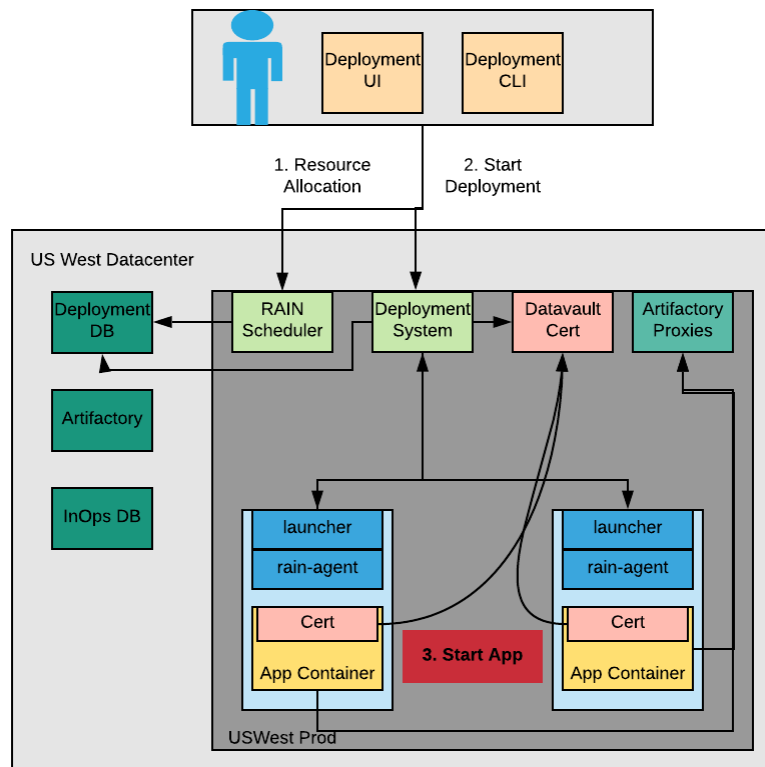 Deployment
UI
Deployment
CLI
1. Resource
Allocation
2. Start
Deployment
US West Datacenter
Deployment
DB
RAIN
Scheduler
Deployment
System
Datavault
Cert
Artifactory
Proxies
Artifactory
InOps DB
launcher
rain-agent
Cert
App Container
launcher
rain-agent
Cert
App Container
3. Start App
USWest Prod